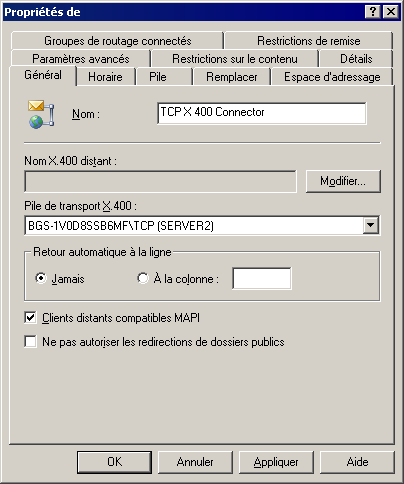 Propriétés de
Groupes de routage connectés
Restrictions de remise
Paramètres avancés
Restrictions sur le contenu
Détails
Général
Horaire
Pile
Remplacer
Espace d'adressage
Nom :
TCP X 400 Connector
Nom X.400 distant :
Modifier...
Pile de transport X.400 :
BGS-1V0D8SSB6MF\TCP (SERVER2)
Retour automatique à la ligne
Jamais
À la colonne :
Clients distants compatibles MAPI
Ne pas autoriser les redirections de dossiers publics
OK
Annuler
Appliquer
Aide